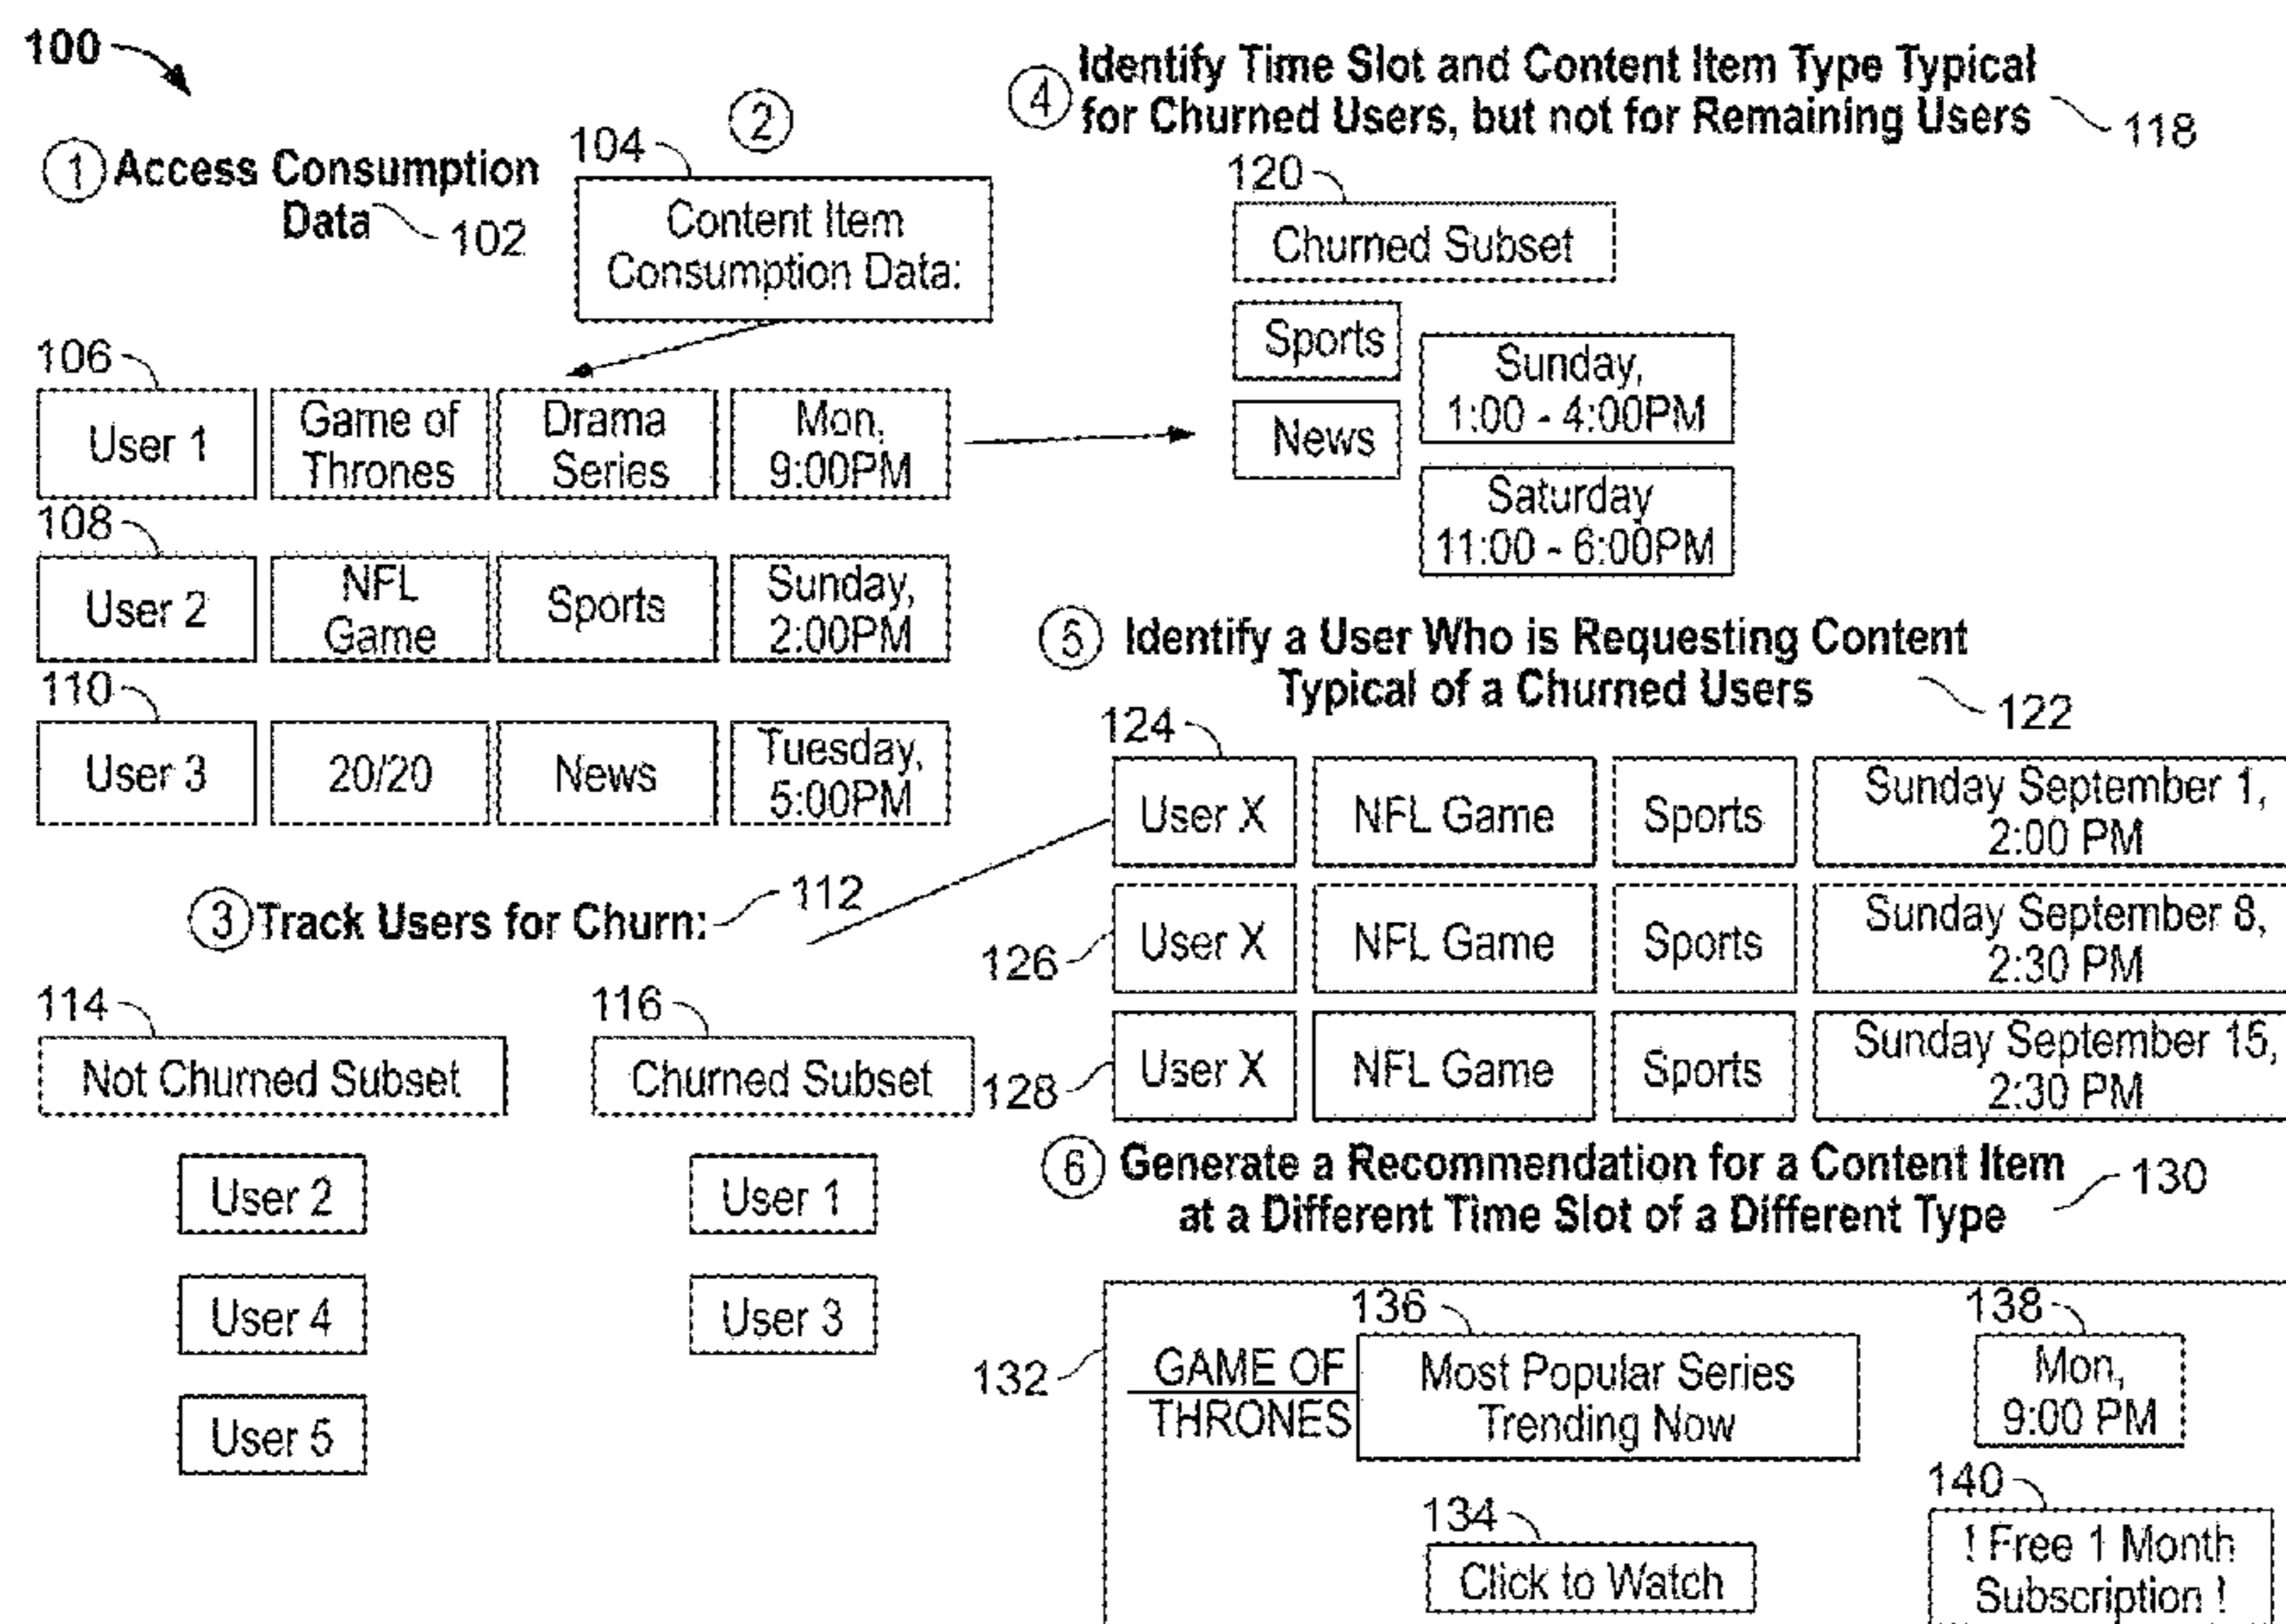 100
1 Access Consumption
Data 102
2
104
Content Item
Consumption Data:
106
User 1
Game of
Thrones
Drama
Series
Mon,
9:00PM
108
User 2
NFL
Game
Sports
Sunday,
2:00PM
110
User 3
20/20
News
Tuesday,
5:00PM
3 Track Users for Churn: 112
114
Not Churned Subset
User 2
User 4
User 5
116
Churned Subset
User 1
User 3
4 Identify Time Slot and Content Item Type Typical
for Churned Users, but not for Remaining Users 118
120
Churned Subset
Sports
News
Sunday,
1:00 - 4:00PM
Saturday
11:00 - 6:00PM
5 Identify a User Who is Requesting Content
Typical of a Churned Users 122
124
User X
NFL Game
Sports
Sunday September 1,
2:00 PM
126
User X
NFL Game
Sports
Sunday September 8,
2:30 PM
128
User X
NFL Game
Sports
Sunday September 15,
2:30 PM
6 Generate a Recommendation for a Content Item
at a Different Time Slot of a Different Type 130
132
GAME OF
THRONES
136
Most Popular Series
Trending Now
138
Mon,
9:00 PM
134
Click to Watch
140
! Free 1 Month
Subscription !